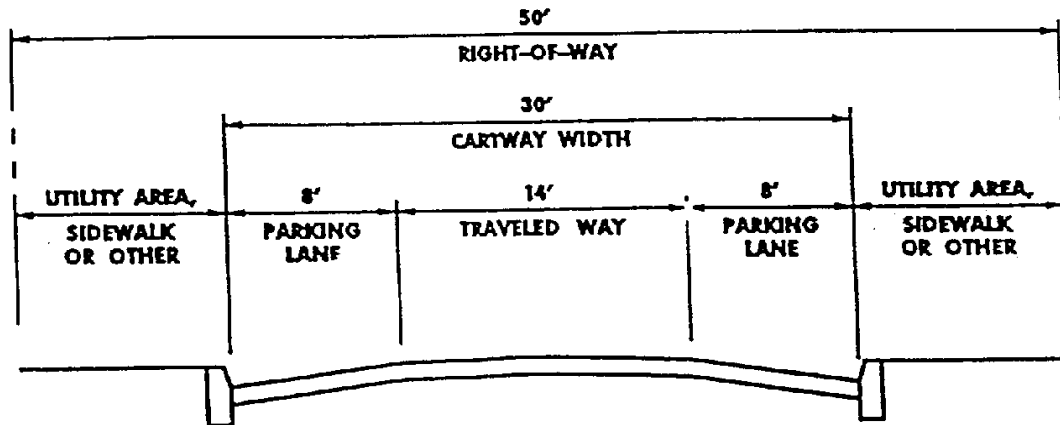 50'
RIGHT-OF-WAY
30'
CARTWAY WIDTH
UTILITY AREA,
SIDEWALK
OR OTHER
8'
PARKING
LANE
14'
TRAVELED WAY
8'
PARKING
LANE
UTILITY AREA,
SIDEWALK
OR OTHER